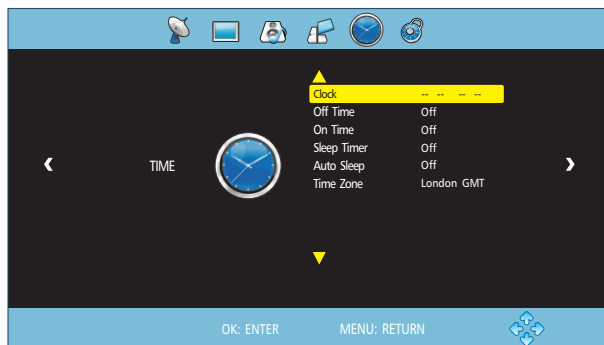 TIME
Clock -- -- -- --
Off Time Off
On Time Off
Sleep Timer Off
Auto Sleep Off
Time Zone London GMT
OK: ENTER MENU: RETURN